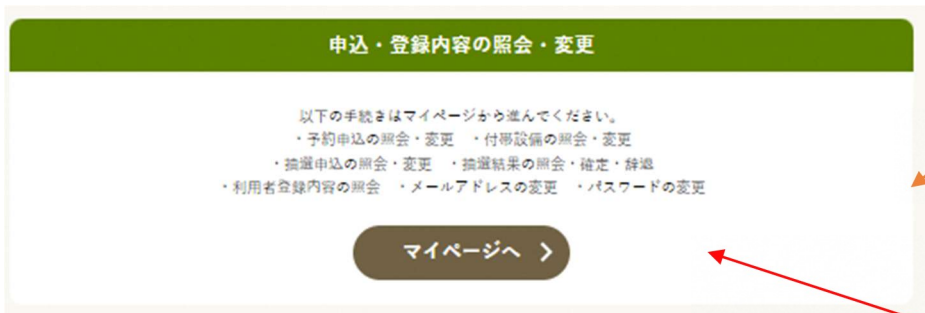 申込・登録内容の照会・変更
以下の手続きはマイページから進んでください。
・予約申込の照会・変更　・付帯設備の照会・変更
・抽選申込の照会・変更　・抽選結果の照会・確定・辞退
・利用者登録内容の照会　・メールアドレスの変更　・パスワードの変更
マイページへ